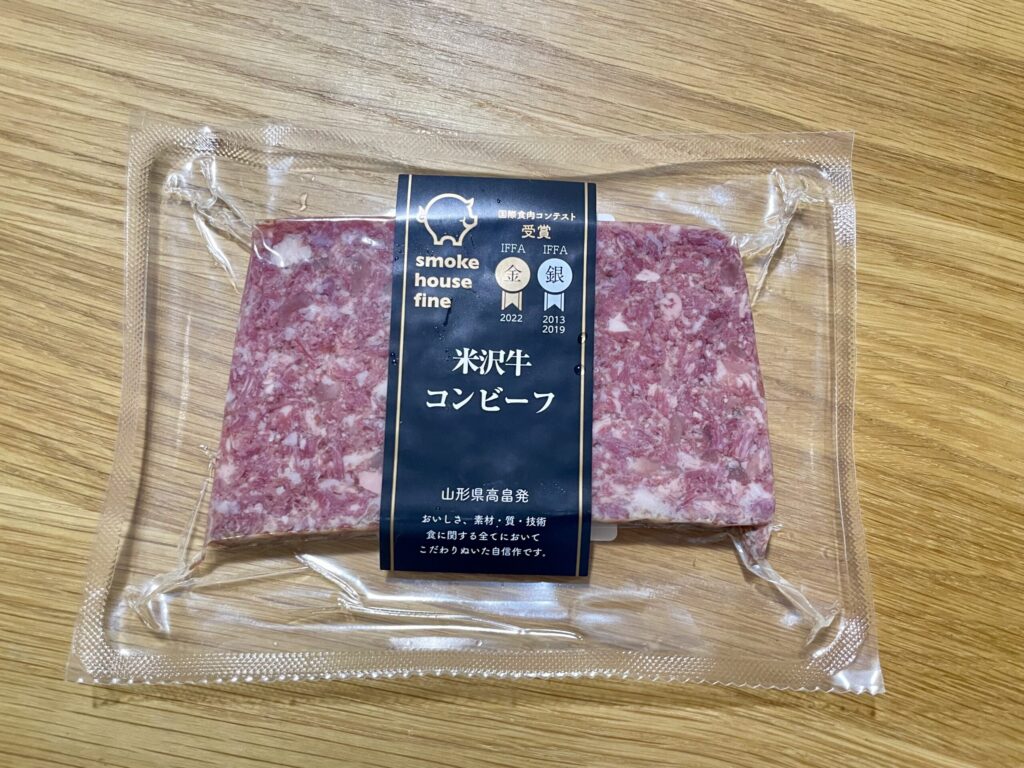 smoke
house
fine
国際食肉コンテスト
受賞
IFFA IFFA
金 銀
2022 2013
2019
米沢牛
コンビーフ
山形県高畠発
おいしさ、素材・質・技術
食に関する全てにおいて
こだわりぬいた自信作です。